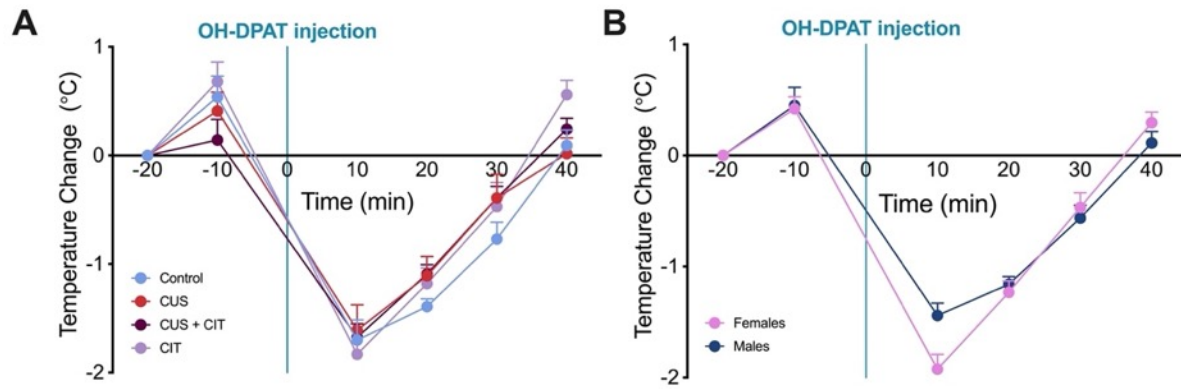 A
OH-DPAT injection
Temperature Change (°C)
1
0
-1
-2
-20 -10 0 10 20 30 40
Time (min)
Control
CUS
CUS + CIT
CIT
B
OH-DPAT injection
Temperature Change (°C)
1
0
-1
-2
-20 -10 0 10 20 30 40
Time (min)
Females
Males